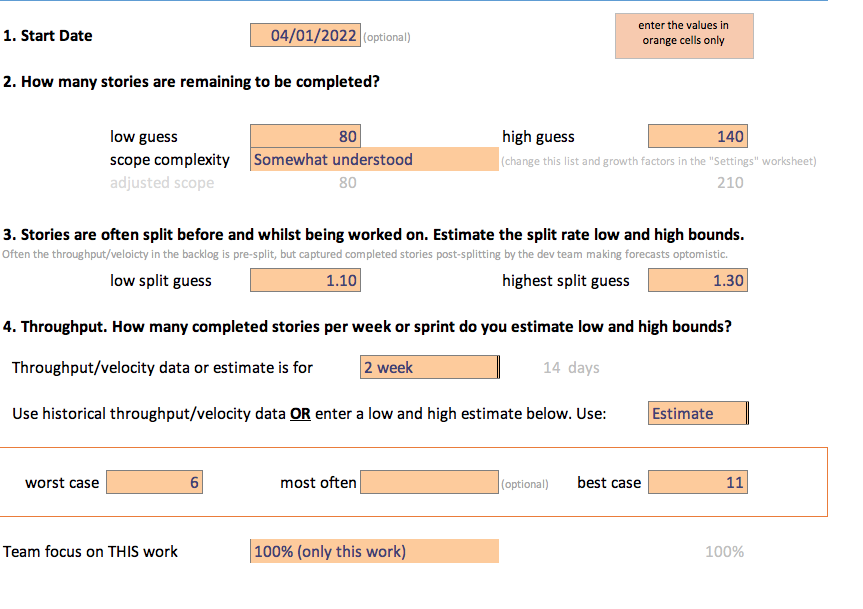 1. Start Date 04/01/2022 (optional)
enter the values in
orange cells only
2. How many stories are remaining to be completed?
low guess 80 high guess 140
scope complexity Somewhat understood (change this list and growth factors in the "Settings" worksheet)
adjusted scope 80 210
3. Stories are often split before and whilst being worked on. Estimate the split rate low and high bounds.
Often the throughput/veloicty in the backlog is pre-split, but captured completed stories post-splitting by the dev team making forecasts optomistic.
low split guess 1.10 highest split guess 1.30
4. Throughput. How many completed stories per week or sprint do you estimate low and high bounds?
Throughput/velocity data or estimate is for 2 week 14 days
Use historical throughput/velocity data OR enter a low and high estimate below. Use: Estimate
worst case 6 most often (optional) best case 11
Team focus on THIS work 100% (only this work) 100%